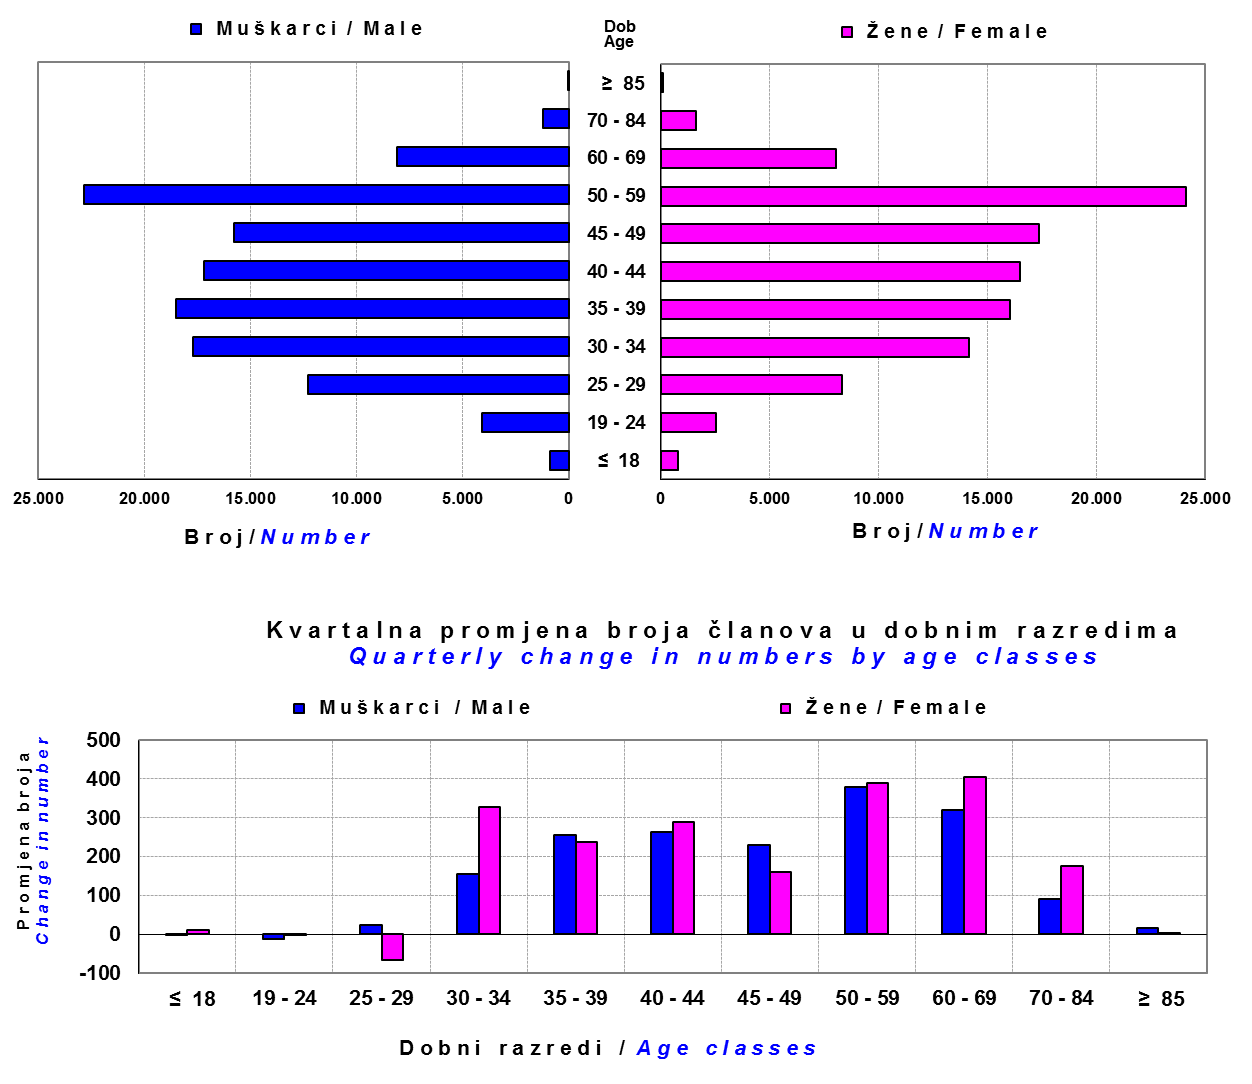 Muškarci / Male
Dob
Age
Žene / Female
≥ 85
70 - 84
60 - 69
50 - 59
45 - 49
40 - 44
35 - 39
30 - 34
25 - 29
19 - 24
≤ 18
25.000 20.000 15.000 10.000 5.000 0
0 5.000 10.000 15.000 20.000 25.000
Broj/Number
Broj/Number
Kvartalna promjena broja članova u dobnim razredima
Quarterly change in numbers by age classes
Muškarci / Male
Žene / Female
Promjena broja
Change in number
500
400
300
200
100
0
-100
≤ 18 19 - 24 25 - 29 30 - 34 35 - 39 40 - 44 45 - 49 50 - 59 60 - 69 70 - 84 ≥ 85
Dobni razredi / Age classes